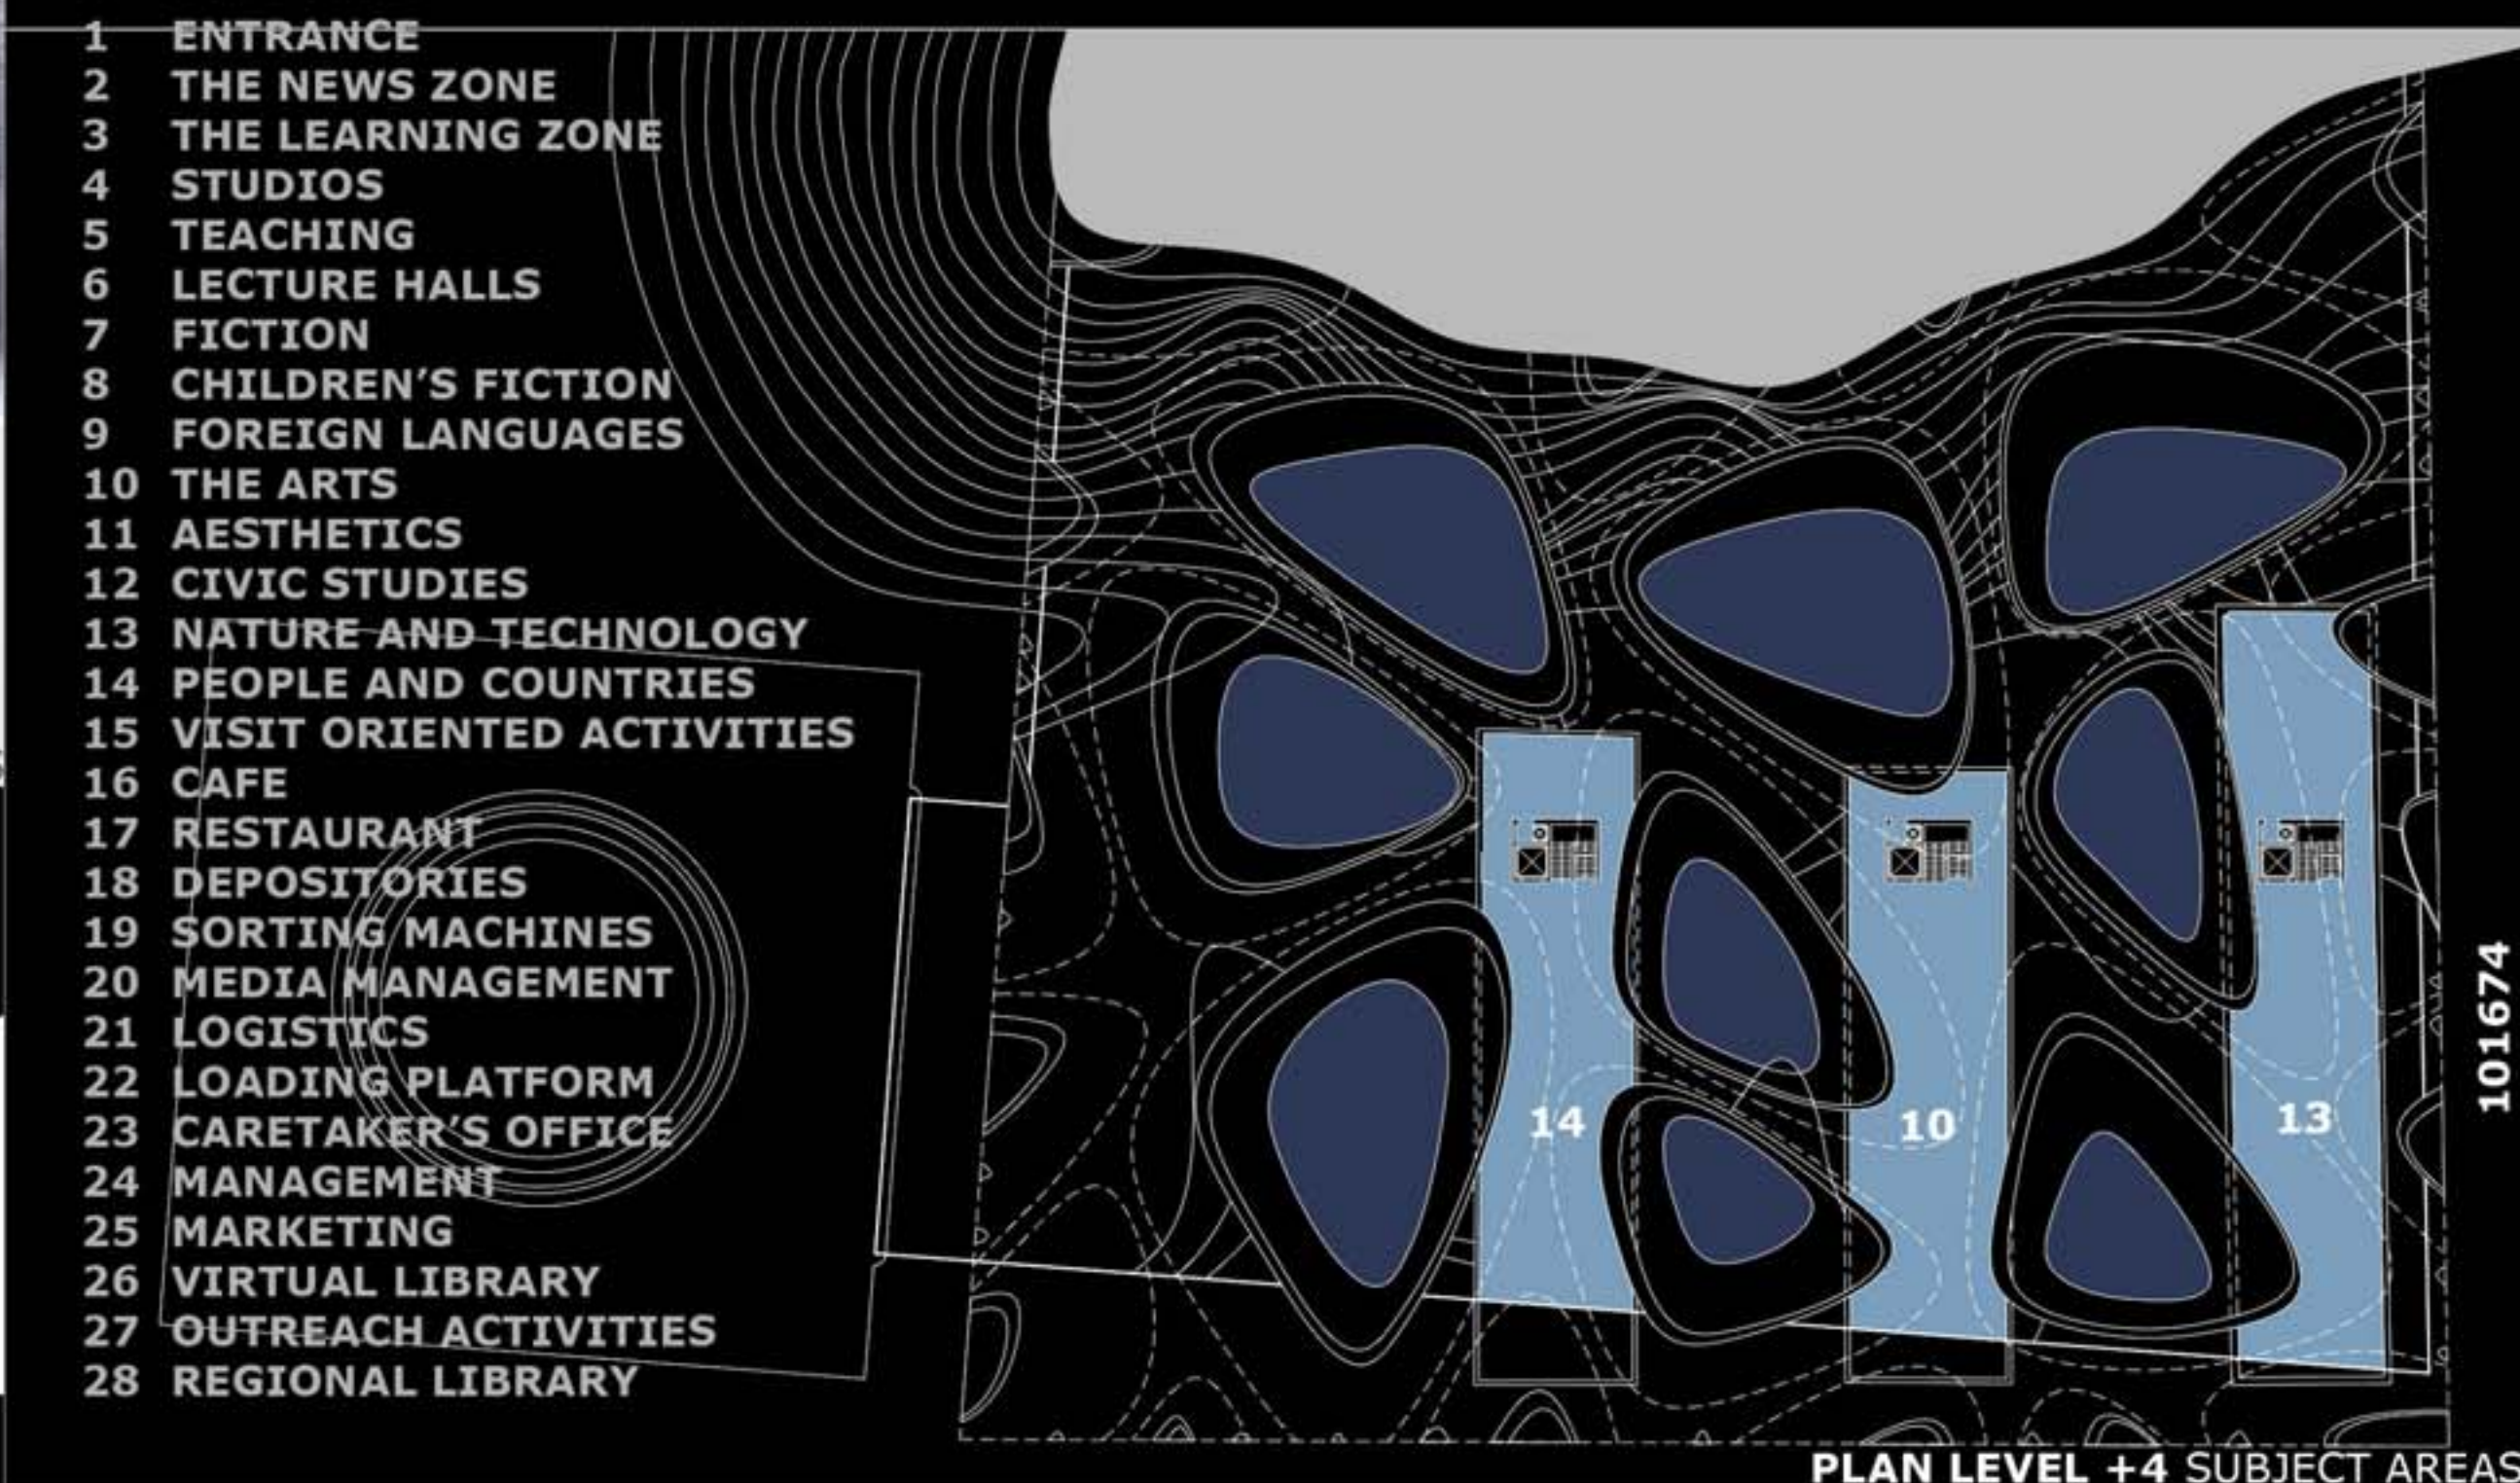 1 ENTRANCE
2 THE NEWS ZONE
3 THE LEARNING ZONE
4 STUDIOS
5 TEACHING
6 LECTURE HALLS
7 FICTION
8 CHILDREN’S FICTION
9 FOREIGN LANGUAGES
10 THE ARTS
11 AESTHETICS
12 CIVIC STUDIES
13 NATURE AND TECHNOLOGY
14 PEOPLE AND COUNTRIES
15 VISIT ORIENTED ACTIVITIES
16 CAFE
17 RESTAURANT
18 DEPOSITORIES
19 SORTING MACHINES
20 MEDIA MANAGEMENT
21 LOGISTICS
22 LOADING PLATFORM
23 CARETAKER’S OFFICE
24 MANAGEMENT
25 MARKETING
26 VIRTUAL LIBRARY
27 OUTREACH ACTIVITIES
28 REGIONAL LIBRARY
14
10
13
101674
PLAN LEVEL +4 SUBJECT AREAS